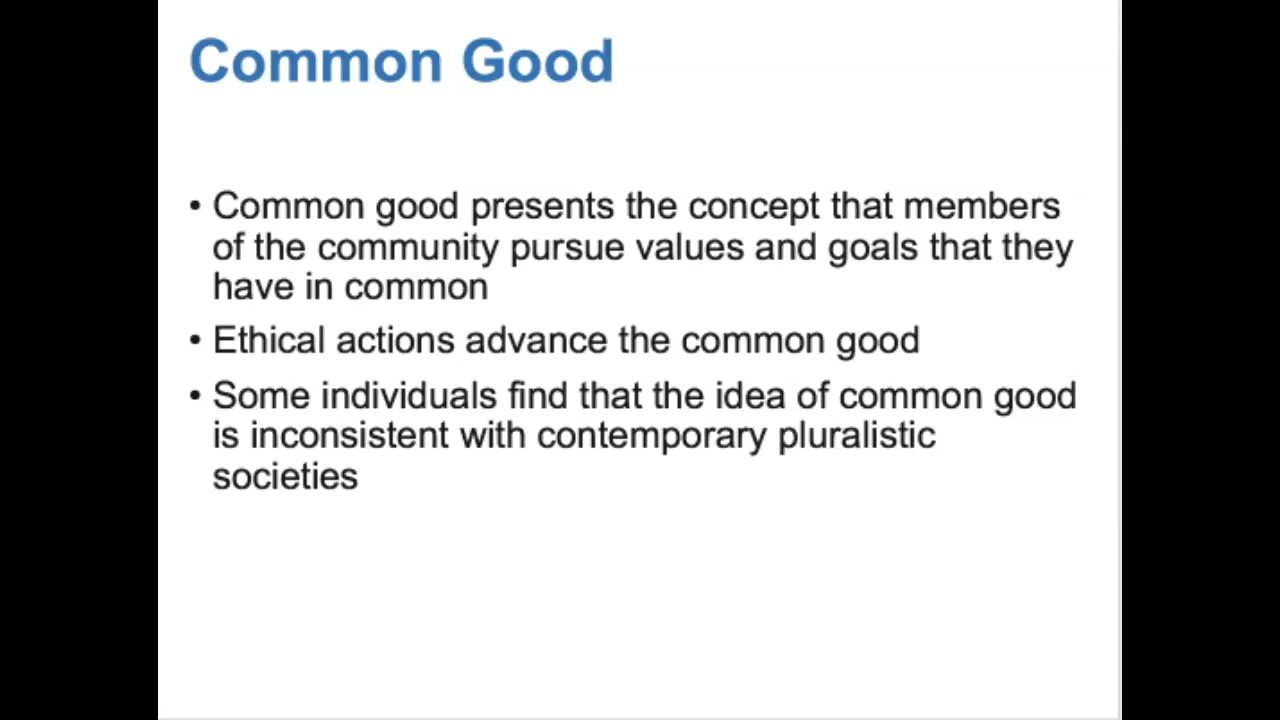 Common Good
• Common good presents the concept that members
of the community pursue values and goals that they
have in common
• Ethical actions advance the common good
• Some individuals find that the idea of common good
is inconsistent with contemporary pluralistic
societies